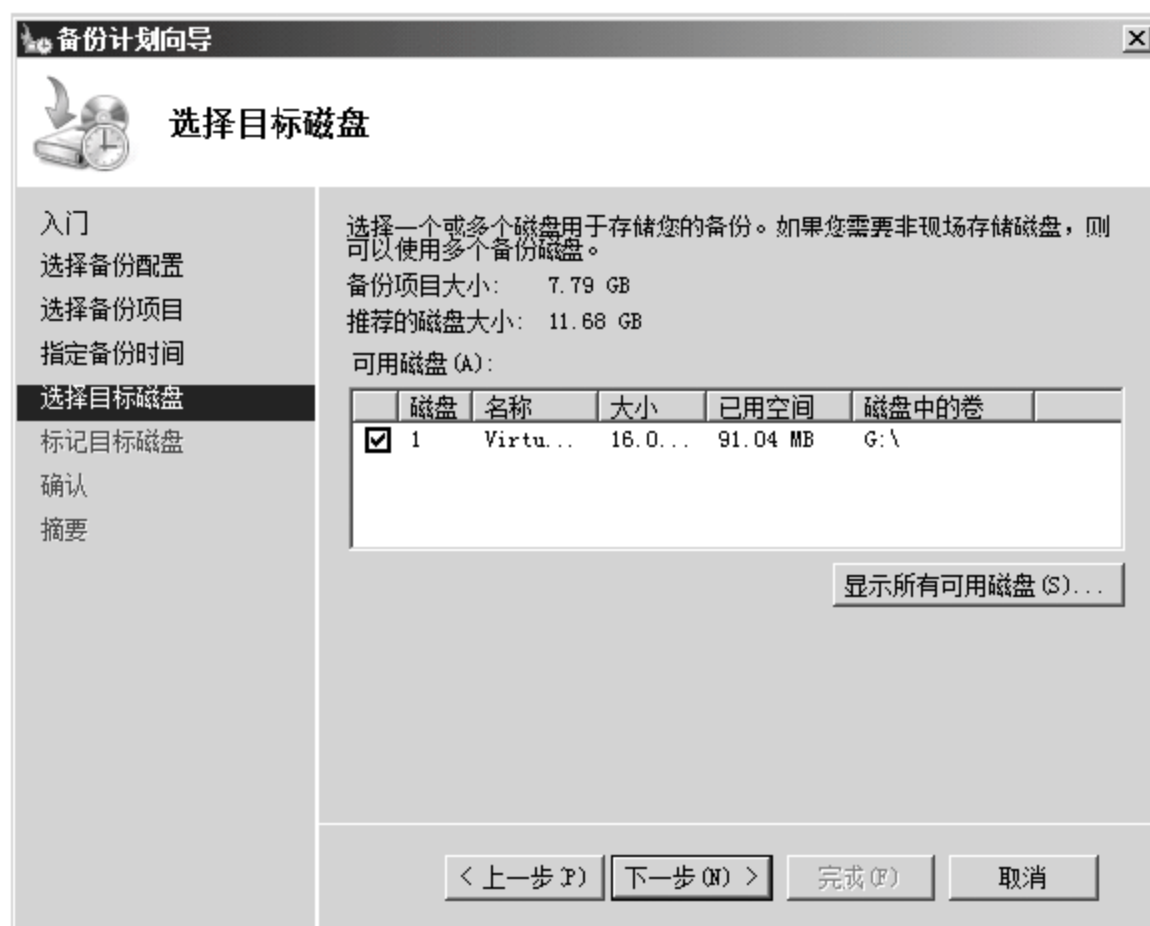 备份计划向导
选择目标磁盘
入门
选择备份配置
选择备份项目
指定备份时间
选择目标磁盘
标记目标磁盘
确认
摘要
选择一个或多个磁盘用于存储您的备份。如果您需要非现场存储磁盘，则
可以使用多个备份磁盘。
备份项目大小： 7.79 GB
推荐的磁盘大小： 11.68 GB
可用磁盘(A)：
磁盘 名称 大小 已用空间 磁盘中的卷
1 Virtu... 16.0... 91.04 MB G:\
显示所有可用磁盘(S)...
< 上一步(P) 下一步(N) > 完成(F) 取消